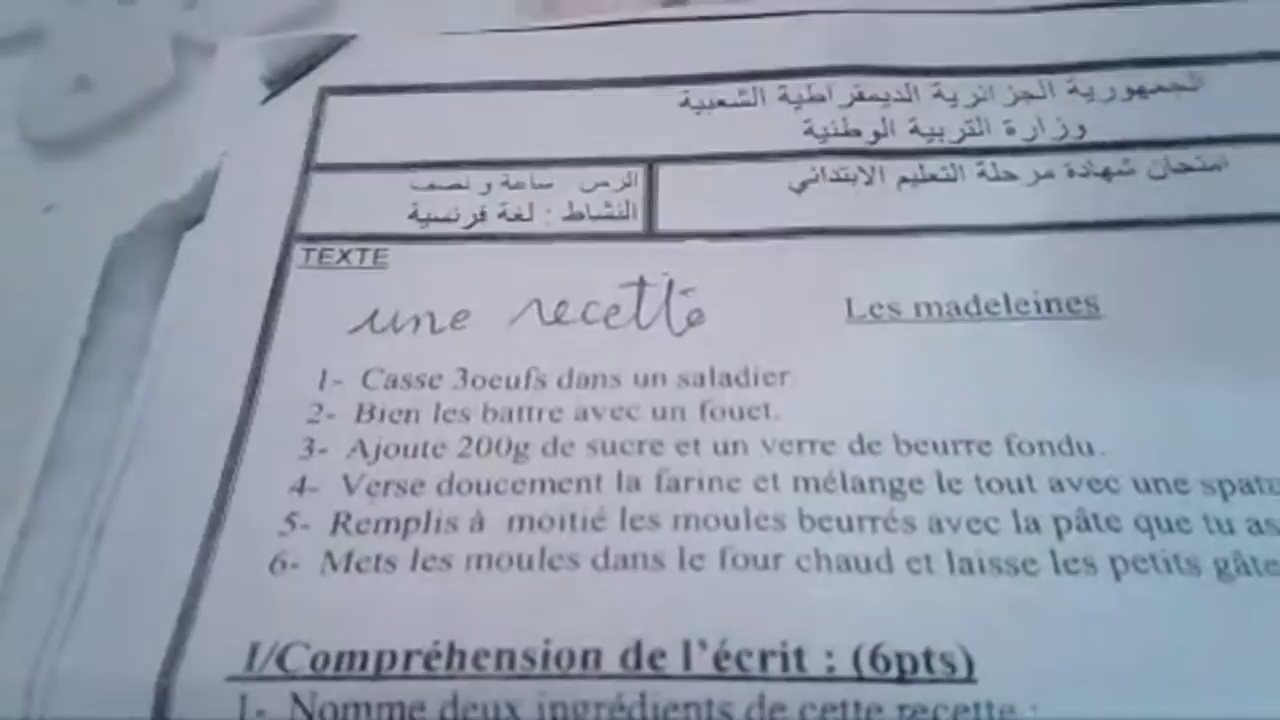 الجمهورية الجزائرية الديمقراطية الشعبية
وزارة التربية الوطنية
امتحان شهادة مرحلة التعليم الابتدائي
ساعة و نصف
النشاط : لغة فرنسية
TEXTE
une recette
Les madeleines
1- Casse 3oeufs dans un saladier
2- Bien les battre avec un fouet.
3- Ajoute 200g de sucre et un verre de beurre fondu.
4- Verse doucement la farine et mélange le tout avec une
5- Remplis à moitié les moules beurrés avec la pâte que tu as
6- Mets les moules dans le four chaud et laisse les petits
I/Compréhension de l'écrit : (6pts)
1- Nomme deux ingrédients de cette recette :